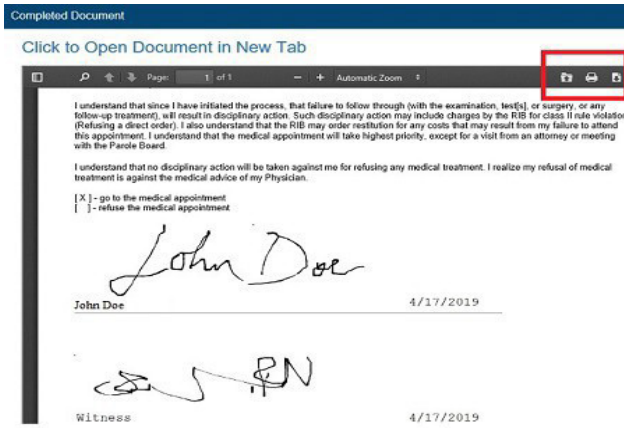 Completed Document
Click to Open Document in New Tab
Page: 1 of 1 − + Automatic Zoom
I understand that since I have initiated the process, that failure to follow through (with the examination, test[s], or surgery, or any
follow-up treatment), will result in disciplinary action. Such disciplinary action may include charges by the RIB for class II rule violation
(Refusing a direct order). I also understand that the RIB may order restitution for any costs that may result from my failure to attend
this appointment. I understand that the medical appointment will take highest priority, except for a visit from an attorney or meeting
with the Parole Board.
I understand that no disciplinary action will be taken against me for refusing any medical treatment. I realize my refusal of medical
treatment is against the medical advice of my Physician.
[ X ] - go to the medical appointment
[   ] - refuse the medical appointment
John Doe
John Doe 4/17/2019
RN
Witness 4/17/2019